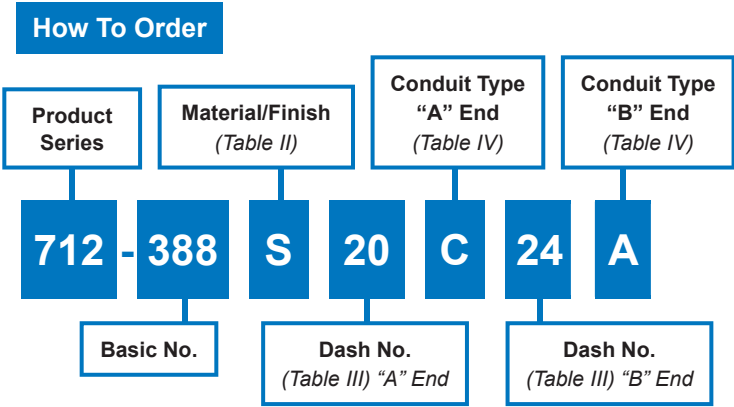 How To Order
Product
Series
Material/Finish
(Table II)
Conduit Type
“A” End
(Table IV)
Conduit Type
“B” End
(Table IV)
712 - 388 S 20 C 24 A
Basic No.
Dash No.
(Table III) “A” End
Dash No.
(Table III) “B” End